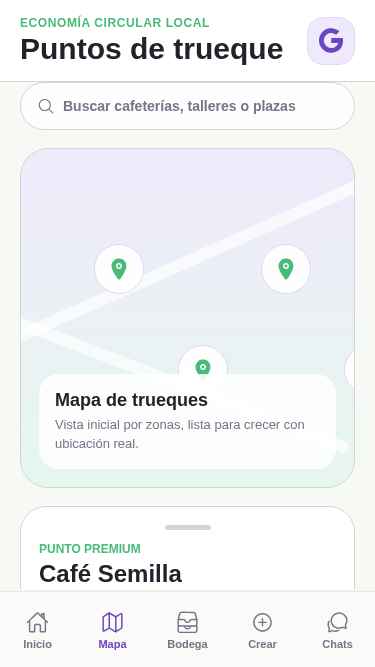 ECONOMÍA CIRCULAR LOCAL
Puntos de trueque
G
Buscar cafeterías, talleres o plazas
Mapa de trueques
Vista inicial por zonas, lista para crecer con
ubicación real.
PUNTO PREMIUM
Café Semilla
Inicio
Mapa
Bodega
Crear
Chats